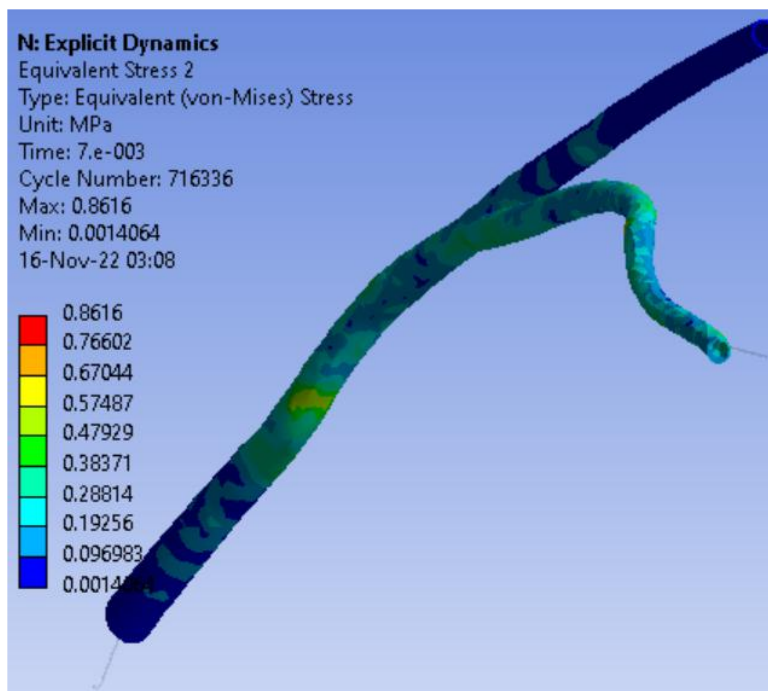 N: Explicit Dynamics
Equivalent Stress 2
Type: Equivalent (von-Mises) Stress
Unit: MPa
Time: 7.e-003
Cycle Number: 716336
Max: 0.8616
Min: 0.0014064
16-Nov-22 03:08
0.8616
0.76602
0.67044
0.57487
0.47929
0.38371
0.28814
0.19256
0.096983
0.0014064